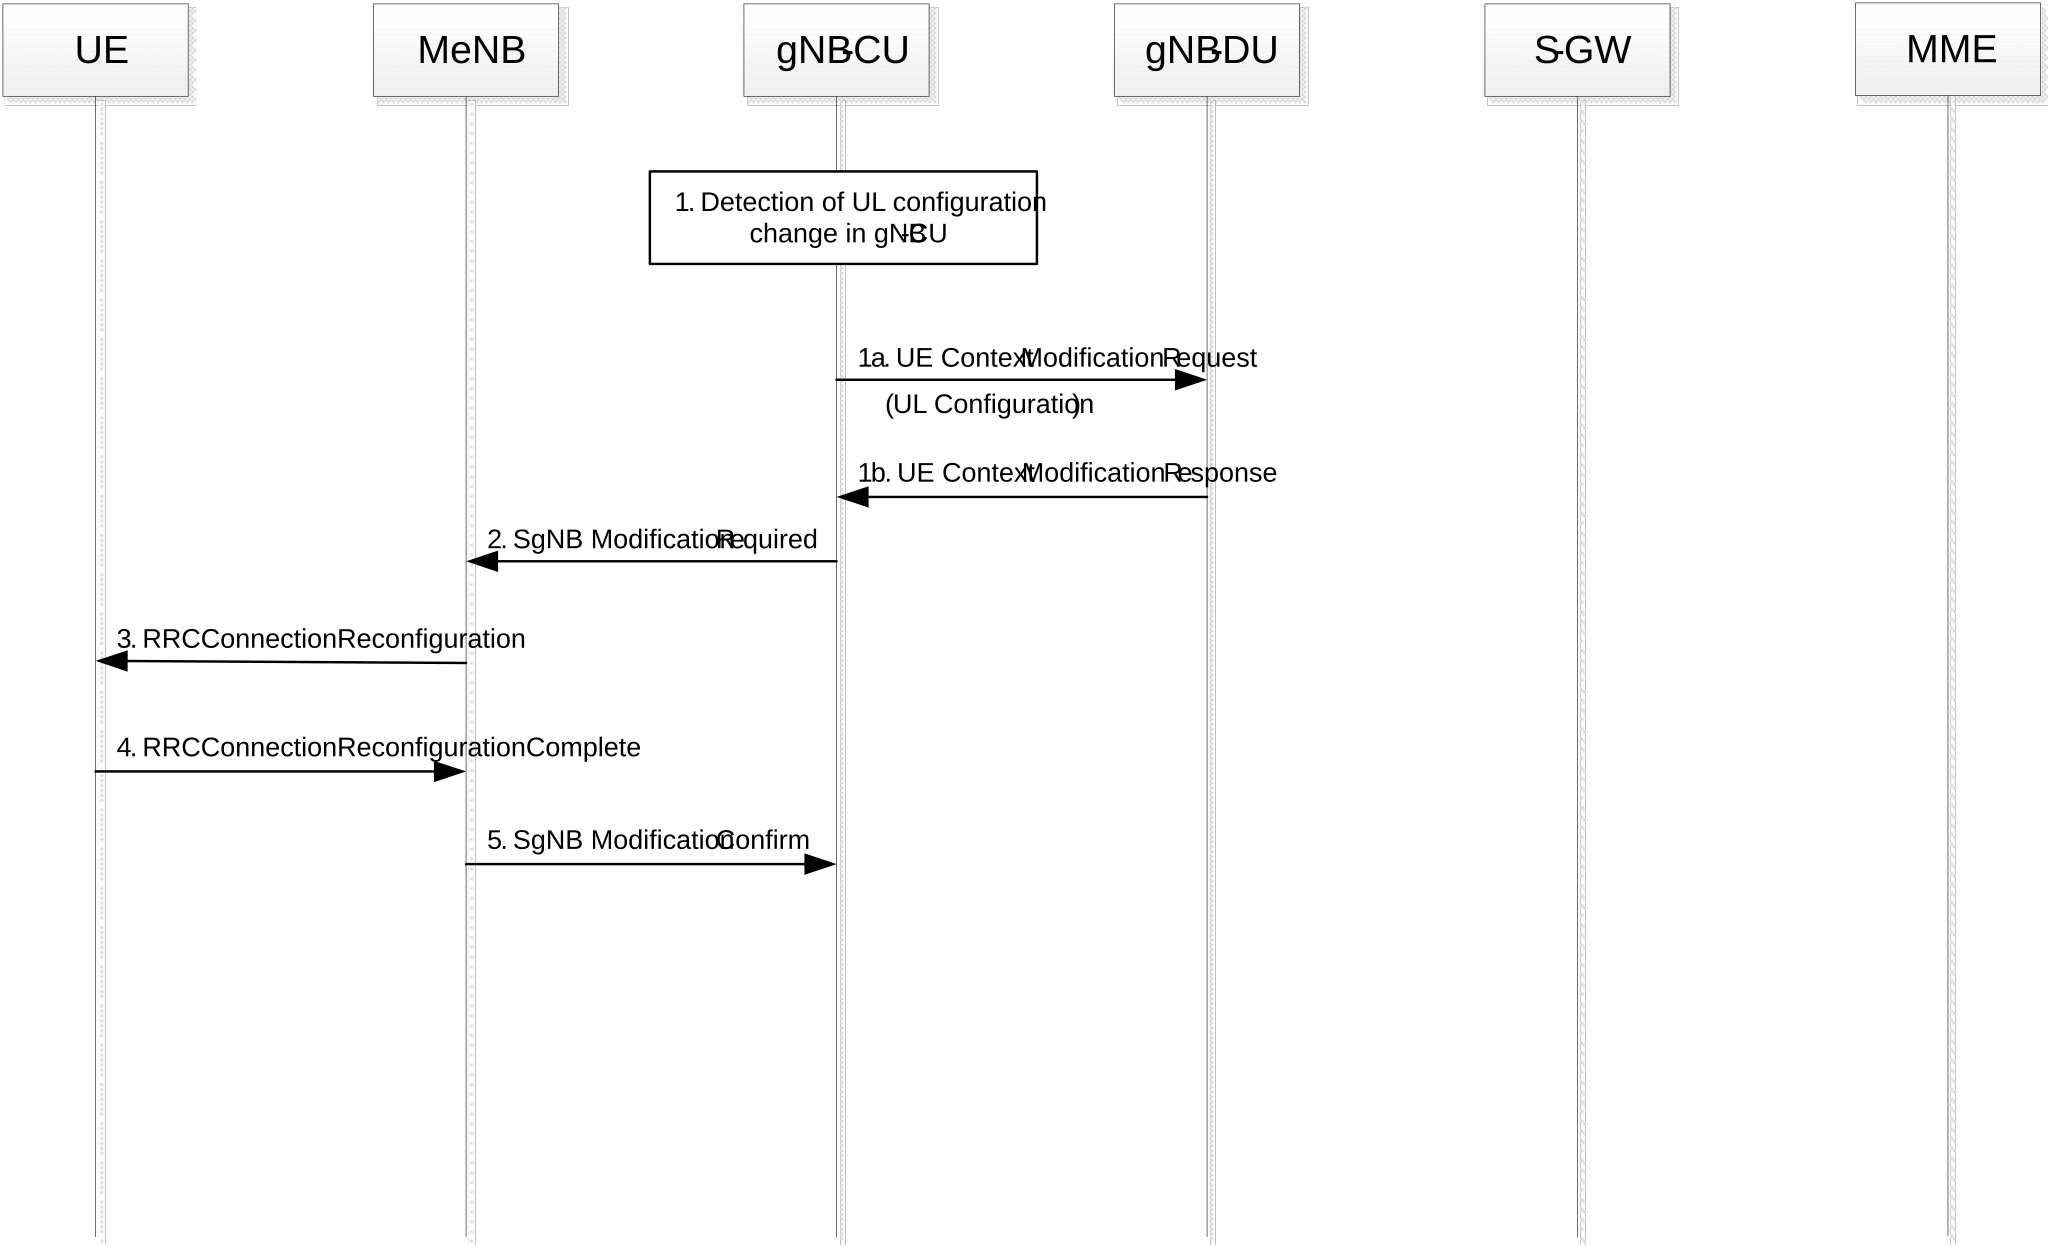 UE
MeNB
gNB-CU
gNB-DU
S-GW
MME
1. Detection of UL configuration
change in gNB-CU
1a. UE Context Modification Request
(UL Configuration)
1b. UE Context Modification Response
2. SgNB Modification Required
3. RRCConnectionReconfiguration
4. RRCConnectionReconfigurationComplete
5. SgNB Modification Confirm